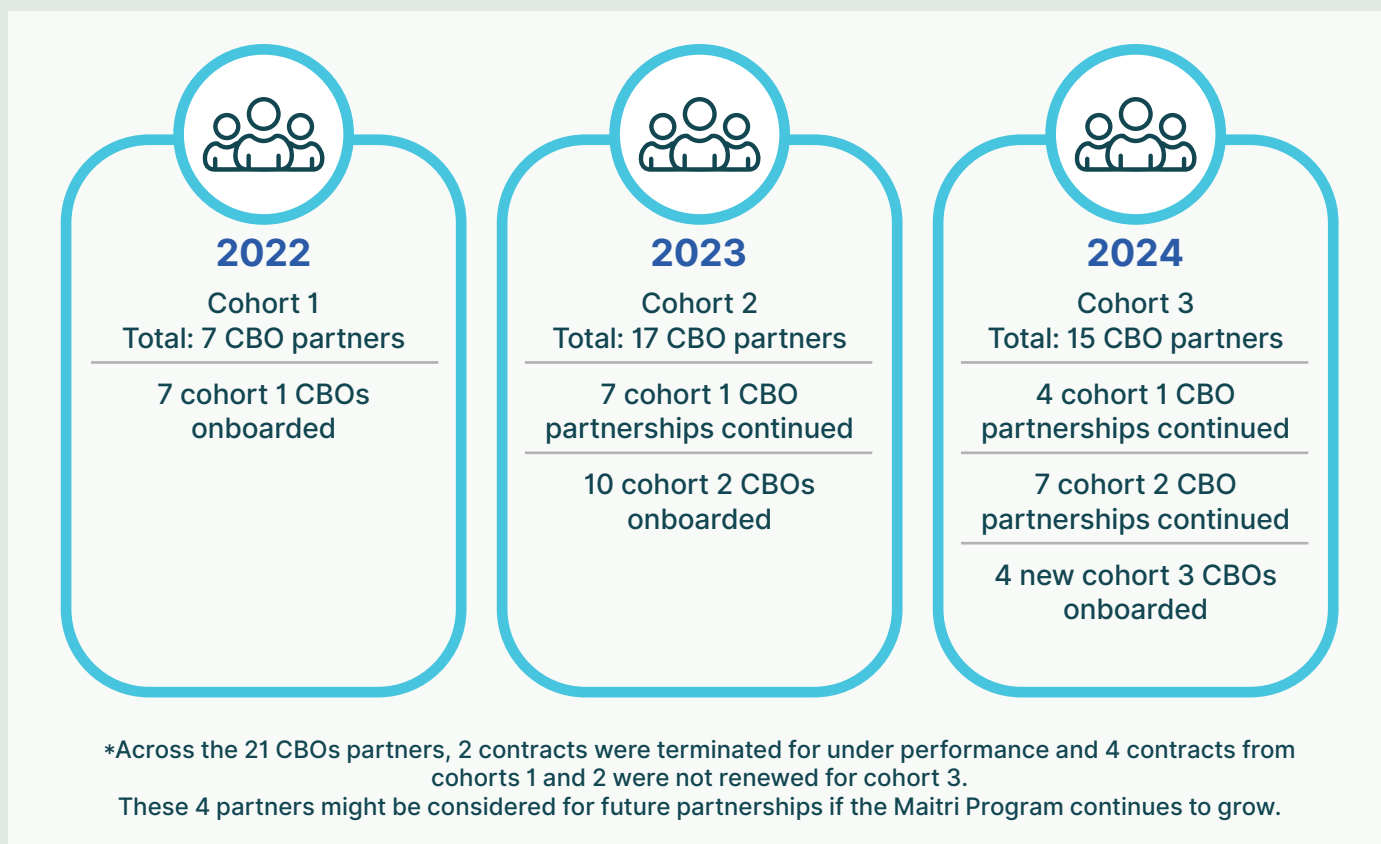 2022
Cohort 1
Total: 7 CBO partners
7 cohort 1 CBOs
onboarded
2023
Cohort 2
Total: 17 CBO partners
7 cohort 1 CBO
partnerships continued
10 cohort 2 CBOs
onboarded
2024
Cohort 3
Total: 15 CBO partners
4 cohort 1 CBO
partnerships continued
7 cohort 2 CBO
partnerships continued
4 new cohort 3 CBOs
onboarded
*Across the 21 CBOs partners, 2 contracts were terminated for under performance and 4 contracts from
cohorts 1 and 2 were not renewed for cohort 3.
These 4 partners might be considered for future partnerships if the Maitri Program continues to grow.